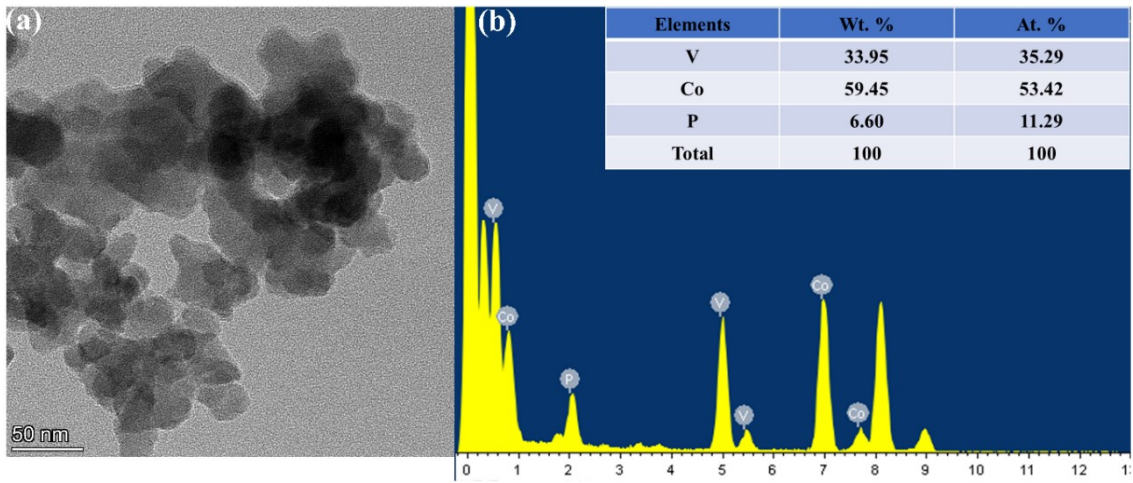 (a)
50 nm
(b)
Elements Wt. % At. %
V 33.95 35.29
Co 59.45 53.42
P 6.60 11.29
Total 100 100
V
Co
P
V
V
Co
Co
0 1 2 3 4 5 6 7 8 9 10 11 12